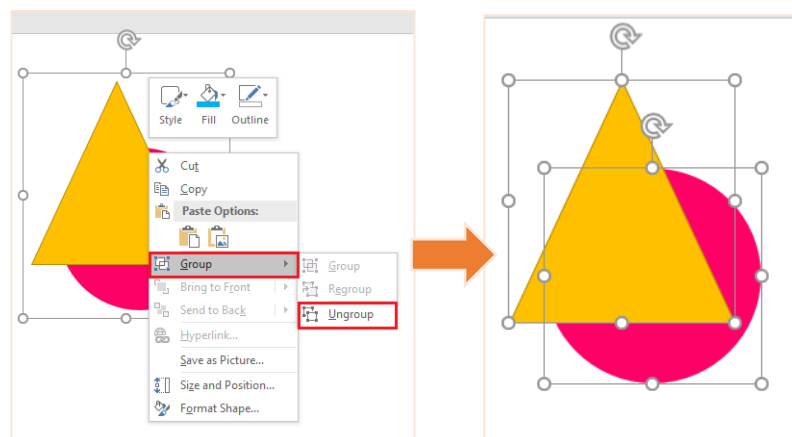 Style Fill Outline
Cut
Copy
Paste Options:
Group
Bring to Front
Send to Back
Hyperlink...
Save as Picture...
Size and Position...
Format Shape...
Group
Regroup
Ungroup